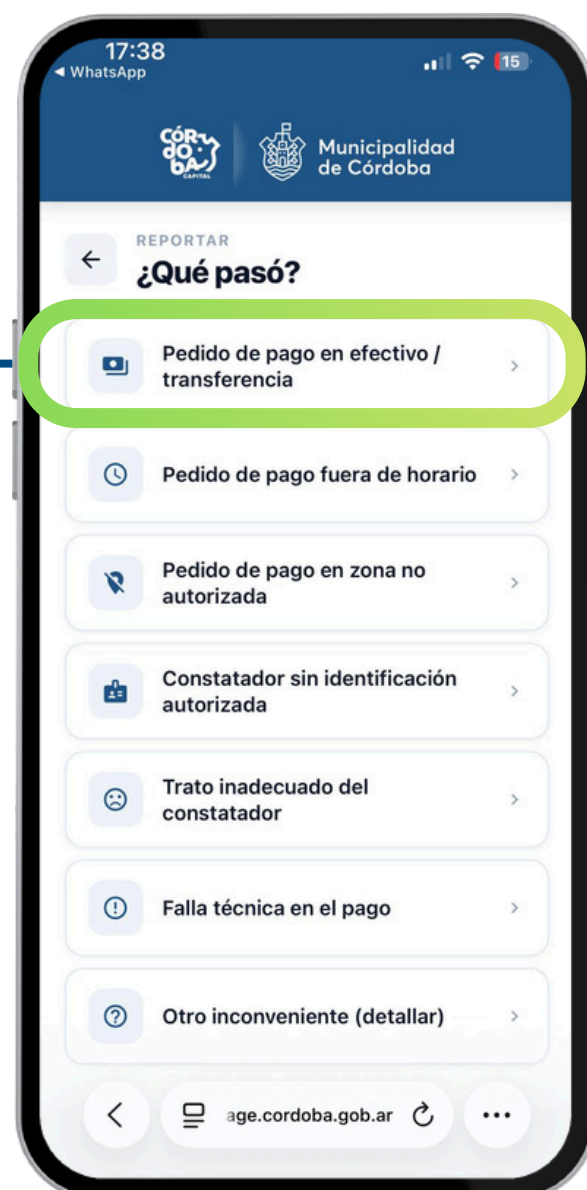 17:38
15
◀ WhatsApp
CÓR
DO
BA
CAPITAL
Municipalidad
de Córdoba
REPORTAR
¿Qué pasó?
Pedido de pago en efectivo /
transferencia
Pedido de pago fuera de horario
Pedido de pago en zona no
autorizada
Constatador sin identificación
autorizada
Trato inadecuado del
constatador
Falla técnica en el pago
Otro inconveniente (detallar)
age.cordoba.gob.ar